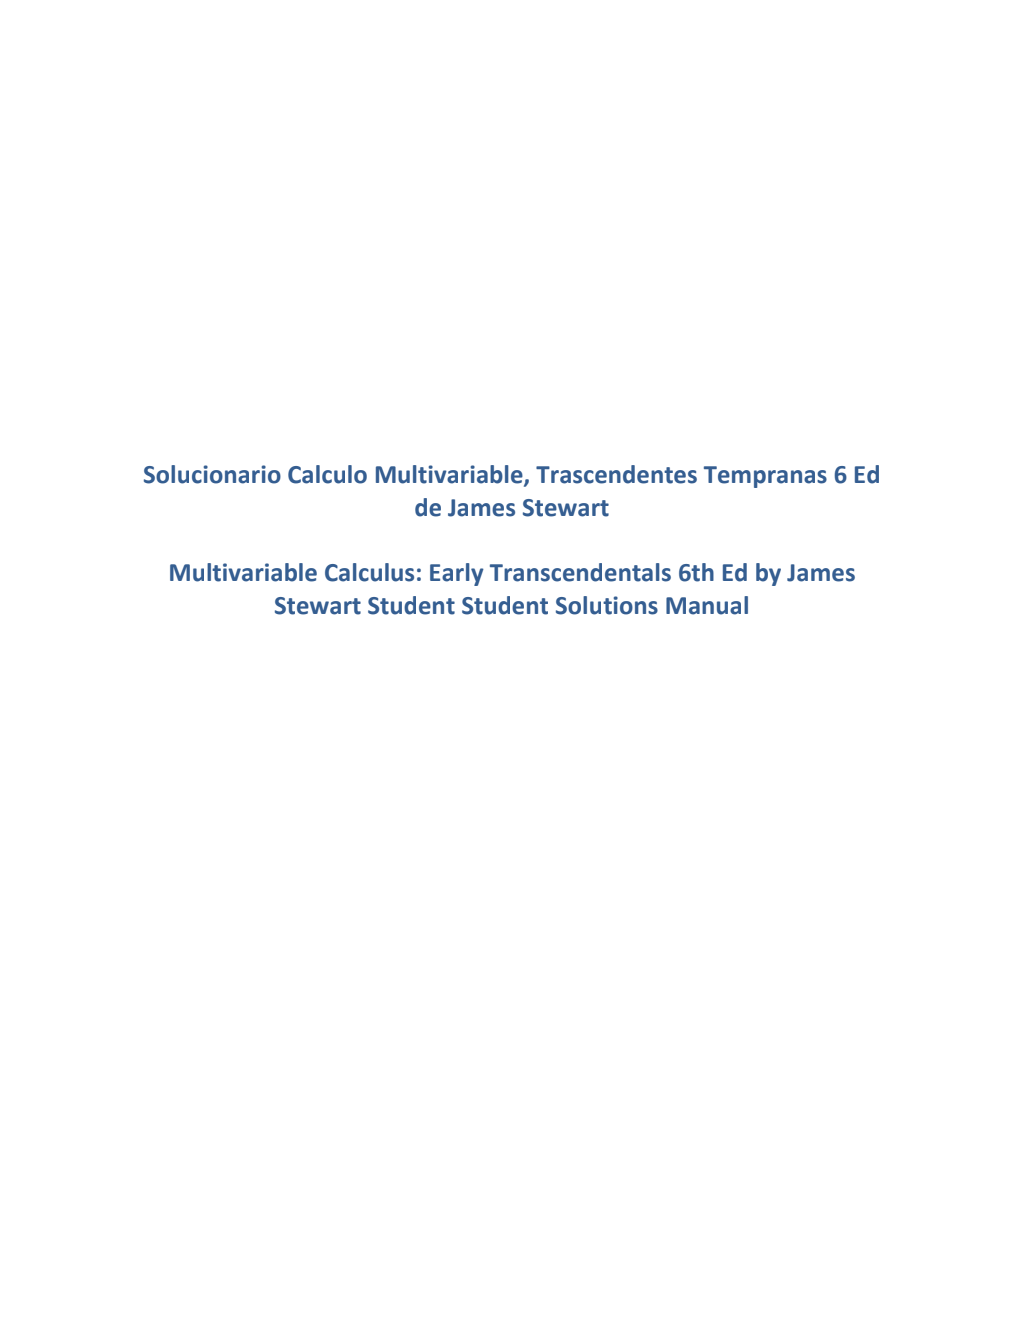 Solucionario Calculo Multivariable, Trascendentes Tempranas 6 Ed
de James Stewart
Multivariable Calculus: Early Transcendentals 6th Ed by James
Stewart Student Student Solutions Manual